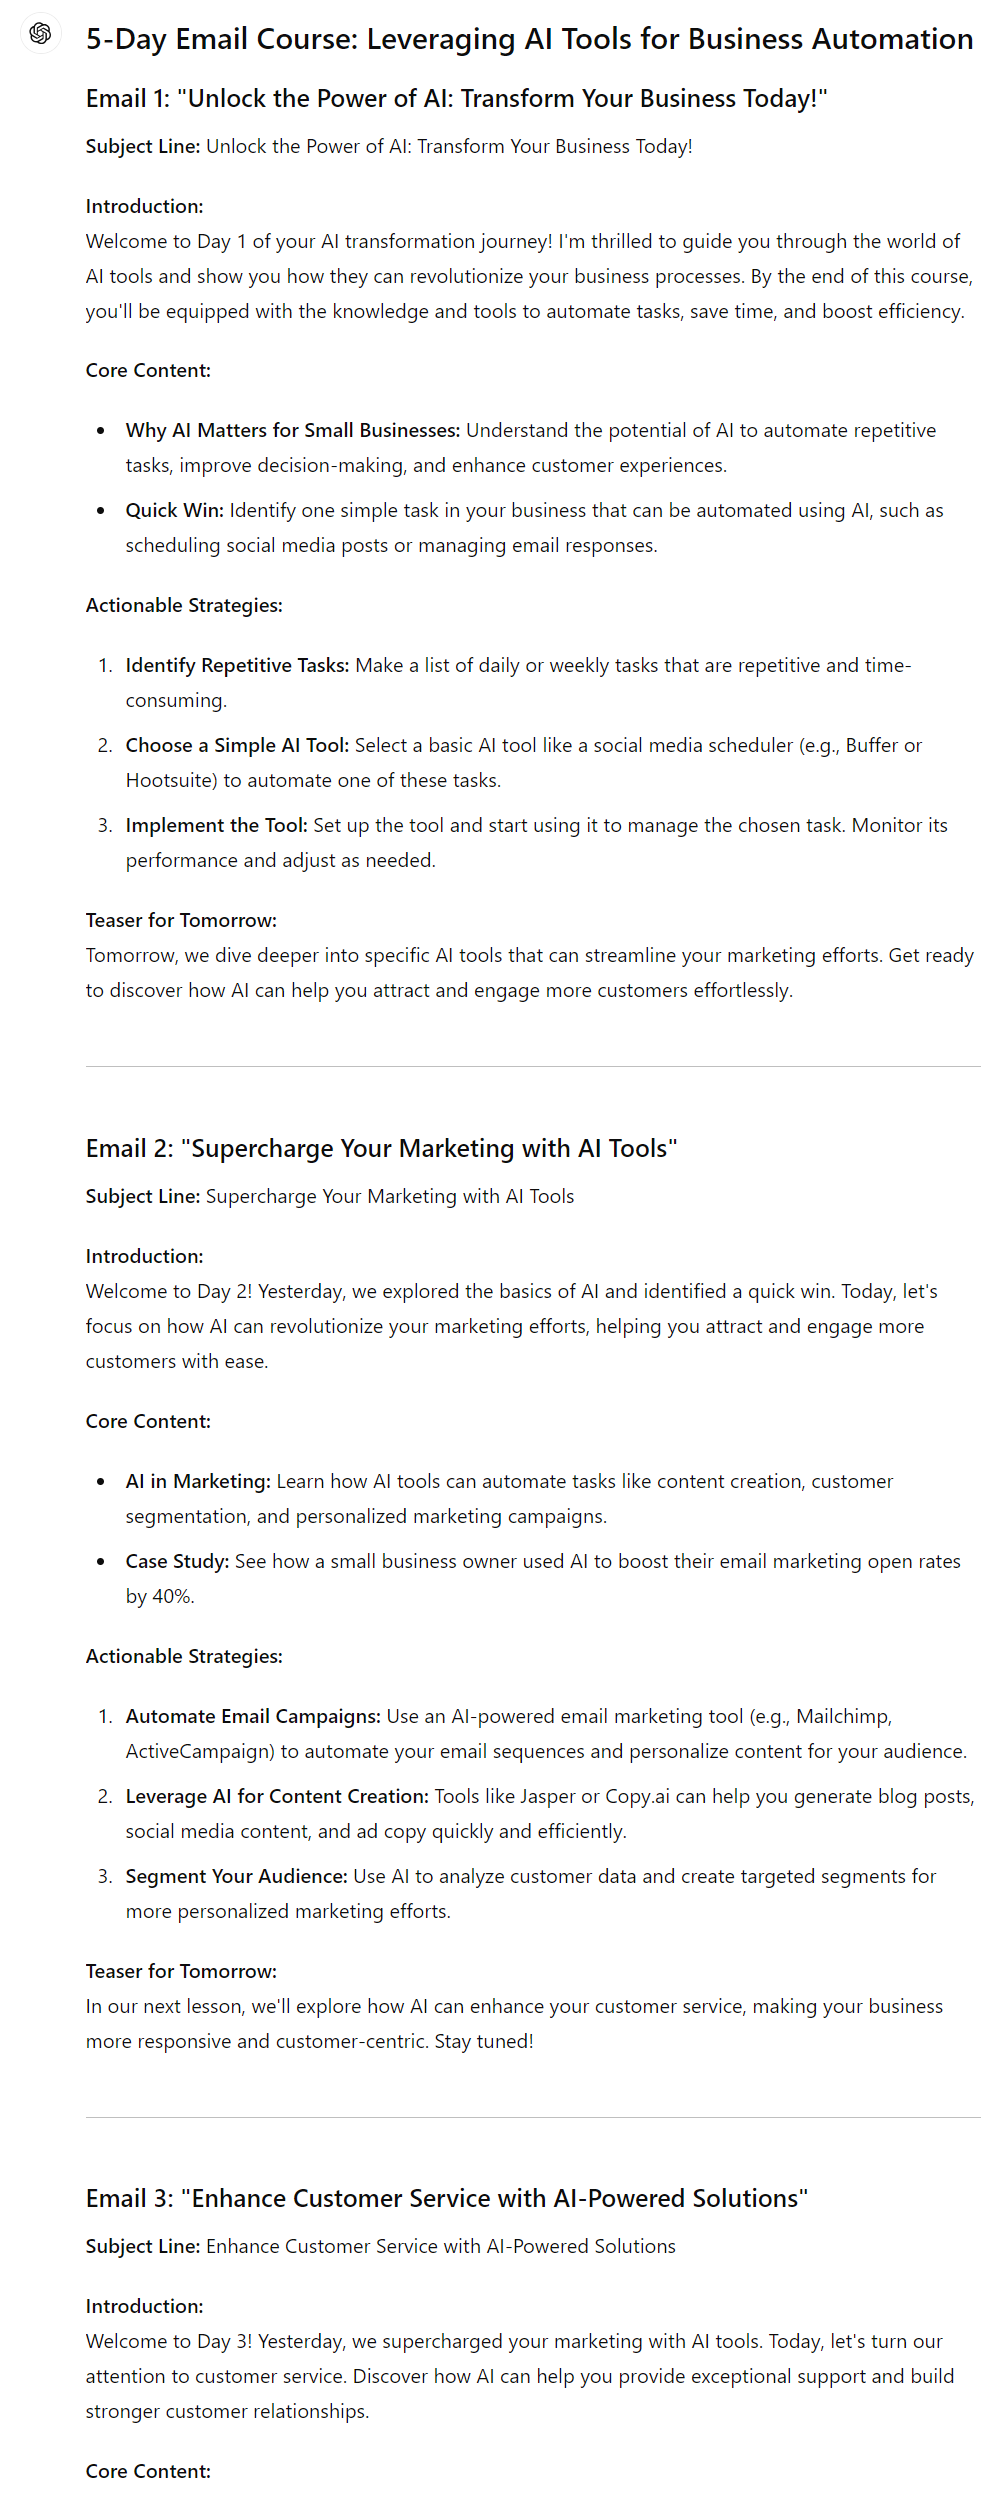 5-Day Email Course: Leveraging AI Tools for Business Automation
Email 1: "Unlock the Power of AI: Transform Your Business Today!"
Subject Line: Unlock the Power of AI: Transform Your Business Today!
Introduction:
Welcome to Day 1 of your AI transformation journey! I'm thrilled to guide you through the world of
AI tools and show you how they can revolutionize your business processes. By the end of this course,
you'll be equipped with the knowledge and tools to automate tasks, save time, and boost efficiency.
Core Content:
• Why AI Matters for Small Businesses: Understand the potential of AI to automate repetitive
tasks, improve decision-making, and enhance customer experiences.
• Quick Win: Identify one simple task in your business that can be automated using AI, such as
scheduling social media posts or managing email responses.
Actionable Strategies:
1. Identify Repetitive Tasks: Make a list of daily or weekly tasks that are repetitive and time-
consuming.
2. Choose a Simple AI Tool: Select a basic AI tool like a social media scheduler (e.g., Buffer or
Hootsuite) to automate one of these tasks.
3. Implement the Tool: Set up the tool and start using it to manage the chosen task. Monitor its
performance and adjust as needed.
Teaser for Tomorrow:
Tomorrow, we dive deeper into specific AI tools that can streamline your marketing efforts. Get ready
to discover how AI can help you attract and engage more customers effortlessly.
Email 2: "Supercharge Your Marketing with AI Tools"
Subject Line: Supercharge Your Marketing with AI Tools
Introduction:
Welcome to Day 2! Yesterday, we explored the basics of AI and identified a quick win. Today, let's
focus on how AI can revolutionize your marketing efforts, helping you attract and engage more
customers with ease.
Core Content:
• AI in Marketing: Learn how AI tools can automate tasks like content creation, customer
segmentation, and personalized marketing campaigns.
• Case Study: See how a small business owner used AI to boost their email marketing open rates
by 40%.
Actionable Strategies:
1. Automate Email Campaigns: Use an AI-powered email marketing tool (e.g., Mailchimp,
ActiveCampaign) to automate your email sequences and personalize content for your audience.
2. Leverage AI for Content Creation: Tools like Jasper or Copy.ai can help you generate blog posts,
social media content, and ad copy quickly and efficiently.
3. Segment Your Audience: Use AI to analyze customer data and create targeted segments for
more personalized marketing efforts.
Teaser for Tomorrow:
In our next lesson, we'll explore how AI can enhance your customer service, making your business
more responsive and customer-centric. Stay tuned!
Email 3: "Enhance Customer Service with AI-Powered Solutions"
Subject Line: Enhance Customer Service with AI-Powered Solutions
Introduction:
Welcome to Day 3! Yesterday, we supercharged your marketing with AI tools. Today, let's turn our
attention to customer service. Discover how AI can help you provide exceptional support and build
stronger customer relationships.
Core Content: